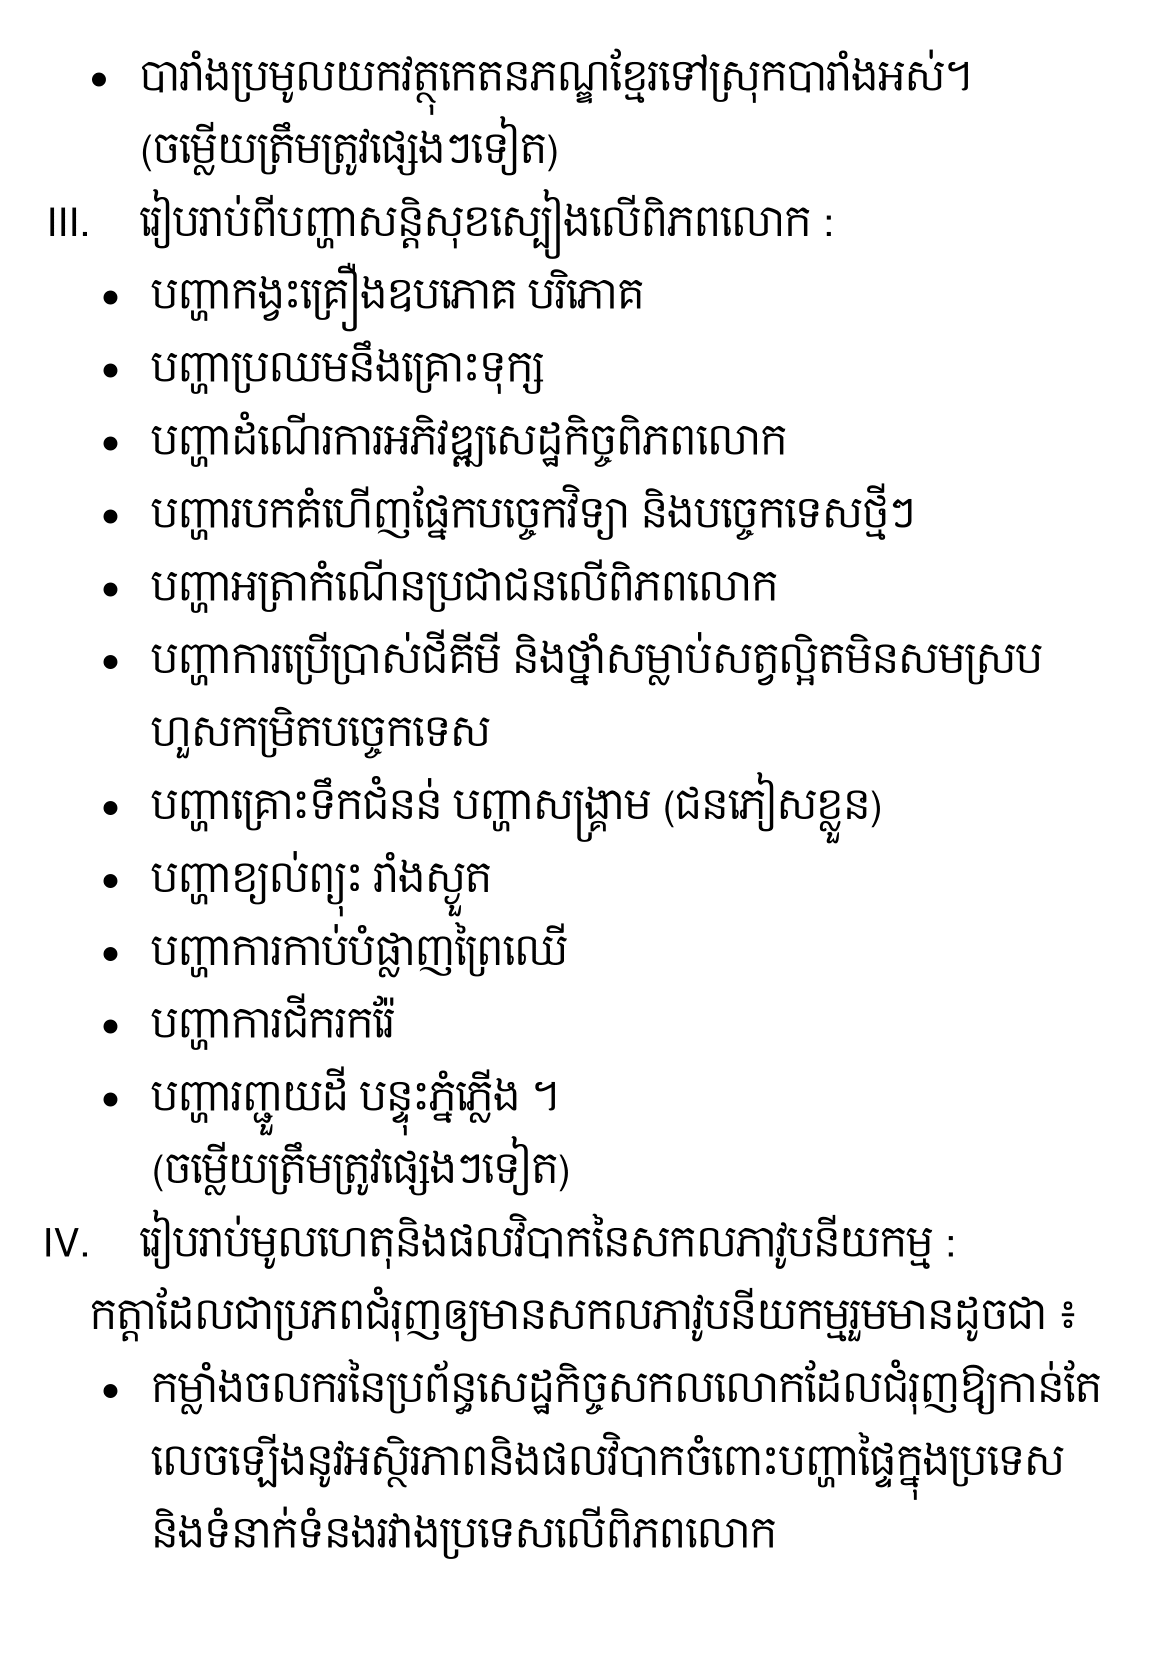 • បារាំងប្រមូលយកវត្ថុកេតនភណ្ឌខ្មែរទៅស្រុកបារាំងអស់។
(ចម្លើយត្រឹមត្រូវផ្សេងៗទៀត)
III. រៀបរាប់ពីបញ្ហាសន្តិសុខស្បៀងលើពិភពលោក :
• បញ្ហាកង្វះគ្រឿងឧបភោគ បរិភោគ
• បញ្ហាប្រឈមនឹងគ្រោះទុក្ស
• បញ្ហាដំណើរការអភិវឌ្ឍសេដ្ឋកិច្ចពិភពលោក
• បញ្ហារបកគំហើញផ្នែកបច្ចេកវិទ្យា និងបច្ចេកទេសថ្មីៗ
• បញ្ហាអត្រាកំណើនប្រជាជនលើពិភពលោក
• បញ្ហាការប្រើប្រាស់ជីគីមី និងថ្នាំសម្លាប់សត្វល្អិតមិនសមស្រប
ហួសកម្រិតបច្ចេកទេស
• បញ្ហាគ្រោះទឹកជំនន់ បញ្ហាសង្គ្រាម (ជនភៀសខ្លួន)
• បញ្ហាខ្យល់ព្យុះ រាំងស្ងួត
• បញ្ហាការកាប់បំផ្លាញព្រៃឈើ
• បញ្ហាការជីករករ៉ែ
• បញ្ហារញ្ជួយដី បន្ទុះភ្នំភ្លើង ។
(ចម្លើយត្រឹមត្រូវផ្សេងៗទៀត)
IV. រៀបរាប់មូលហេតុនិងផលវិបាកនៃសកលភាវូបនីយកម្ម :
កត្តាដែលជាប្រភពជំរុញឲ្យមានសកលភាវូបនីយកម្មរួមមានដូចជា ៖
• កម្លាំងចលករនៃប្រព័ន្ធសេដ្ឋកិច្ចសកលលោកដែលជំរុញឱ្យកាន់តែ
លេចឡើងនូវអស្ថិរភាពនិងផលវិបាកចំពោះបញ្ហាផ្ទៃក្នុងប្រទេស
និងទំនាក់ទំនងរវាងប្រទេសលើពិភពលោក